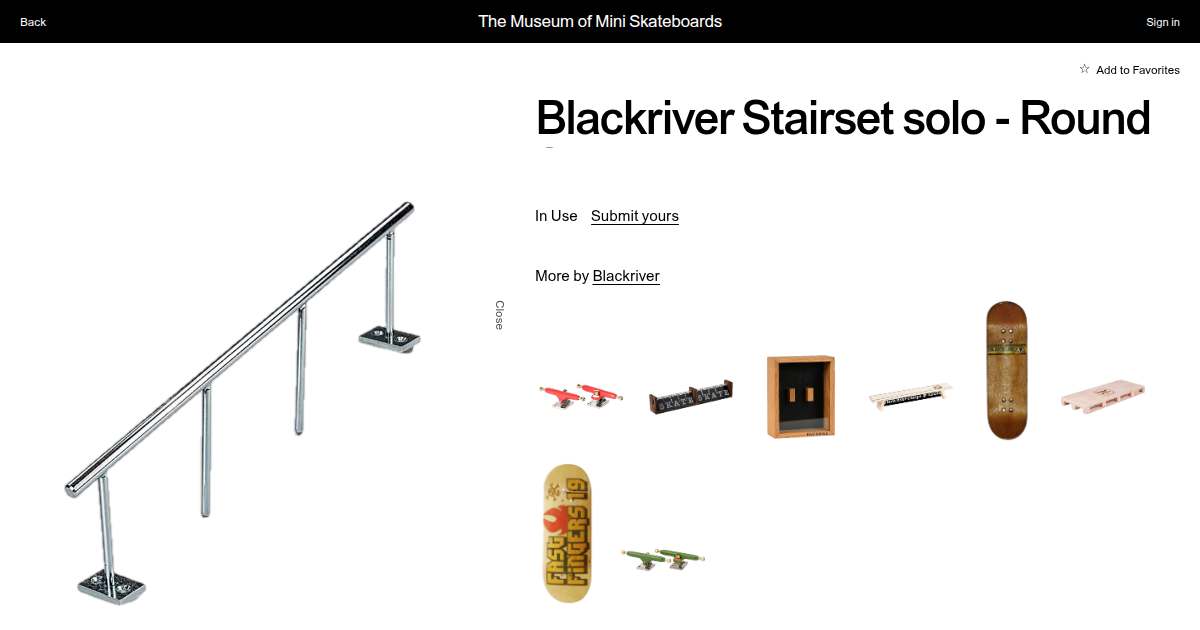 Back
The Museum of Mini Skateboards
Sign in
☆ Add to Favorites
Blackriver Stairset solo - Round
In Use Submit yours
More by Blackriver
Close
SKATE SKATE
FAST
FINGERS 19